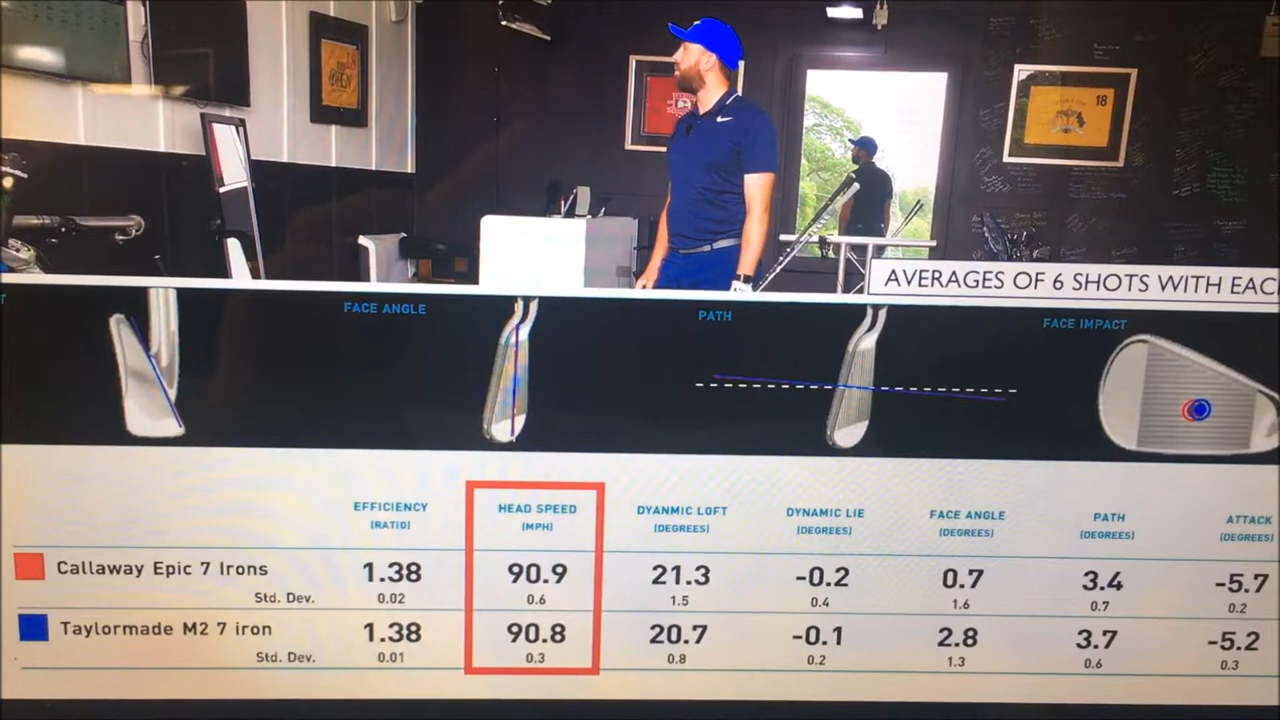 18
THE
OPEN
18
AVERAGES OF 6 SHOTS WITH EAC
T
FACE ANGLE
PATH
FACE IMPACT
EFFICIENCY HEAD SPEED DYANMIC LOFT DYNAMIC LIE FACE ANGLE PATH ATTACK
(RATIO) (MPH) (DEGREES) (DEGREES) (DEGREES) (DEGREES) (DEGREES)
Callaway Epic 7 Irons 1.38 90.9 21.3 -0.2 0.7 3.4 -5.7
Std. Dev. 0.02 0.6 1.5 0.4 1.6 0.7 0.2
Taylormade M2 7 iron 1.38 90.8 20.7 -0.1 2.8 3.7 -5.2
Std. Dev. 0.01 0.3 0.8 0.2 1.3 0.6 0.3